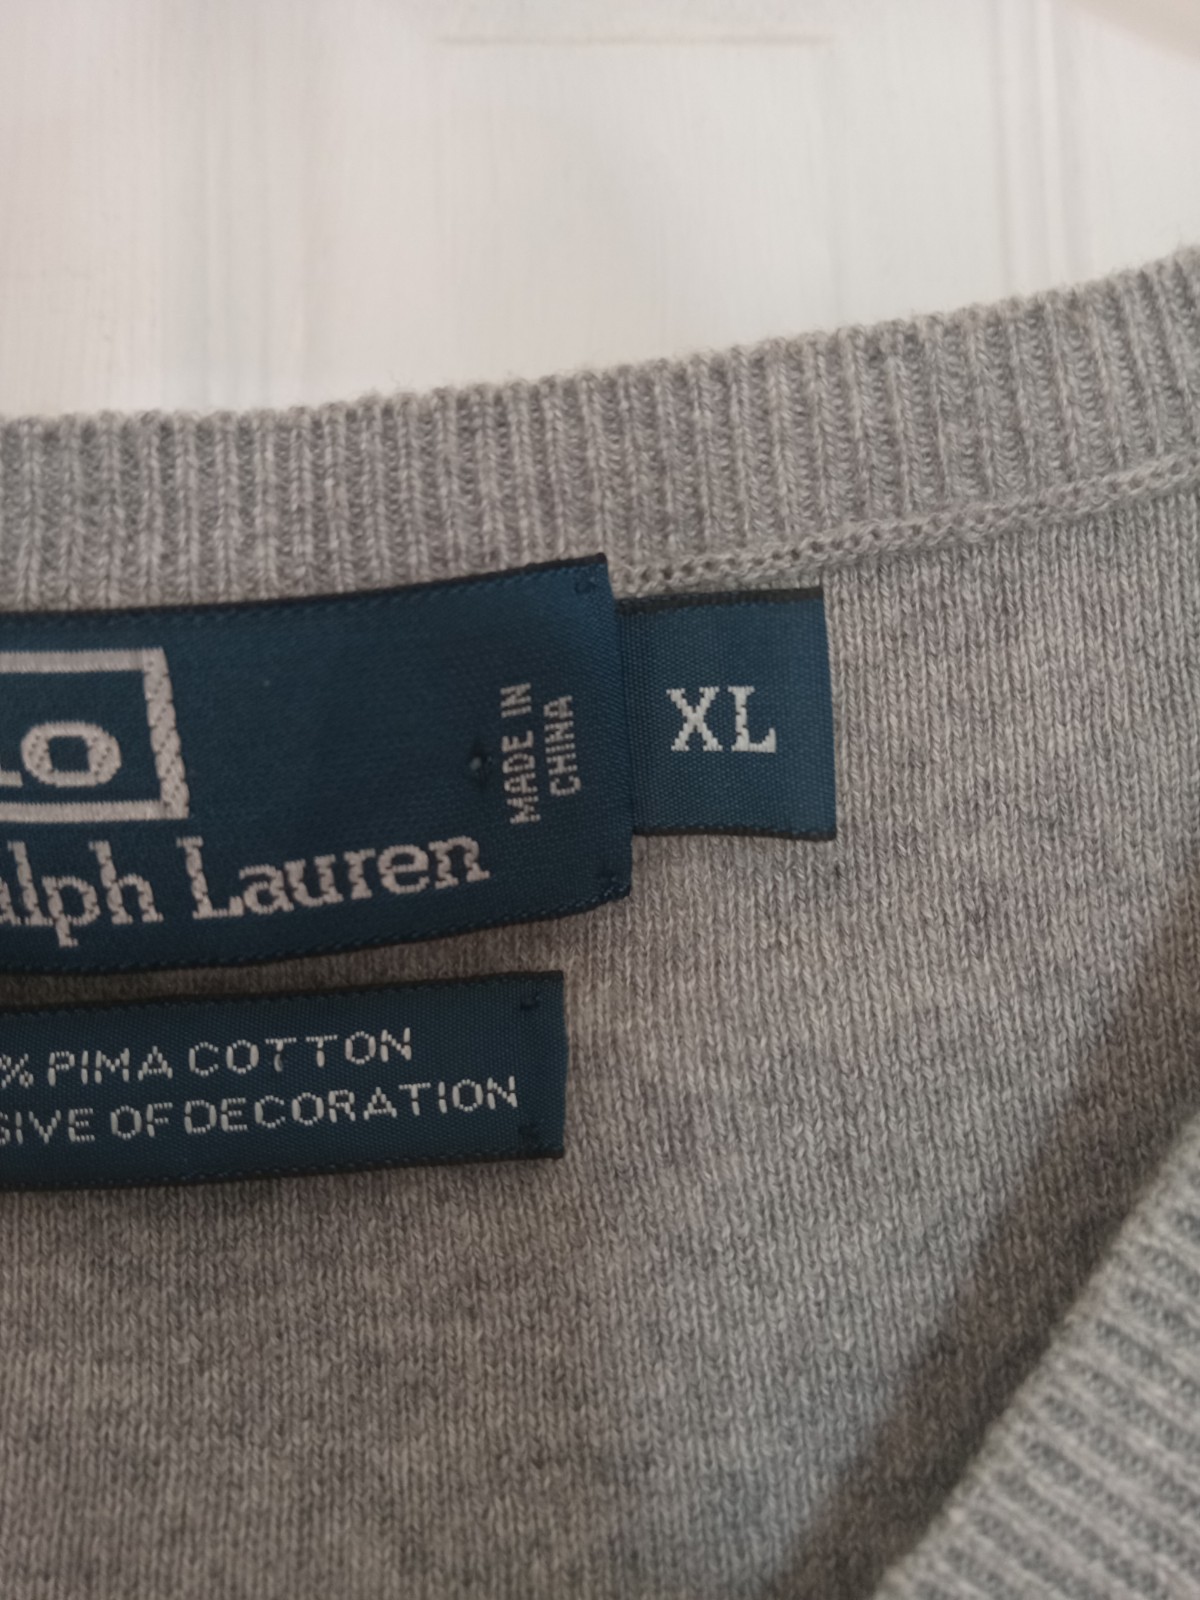 lo
alph Lauren
MADE IN
CHINA
XL
% PIMA COTTON
SIVE OF DECORATION